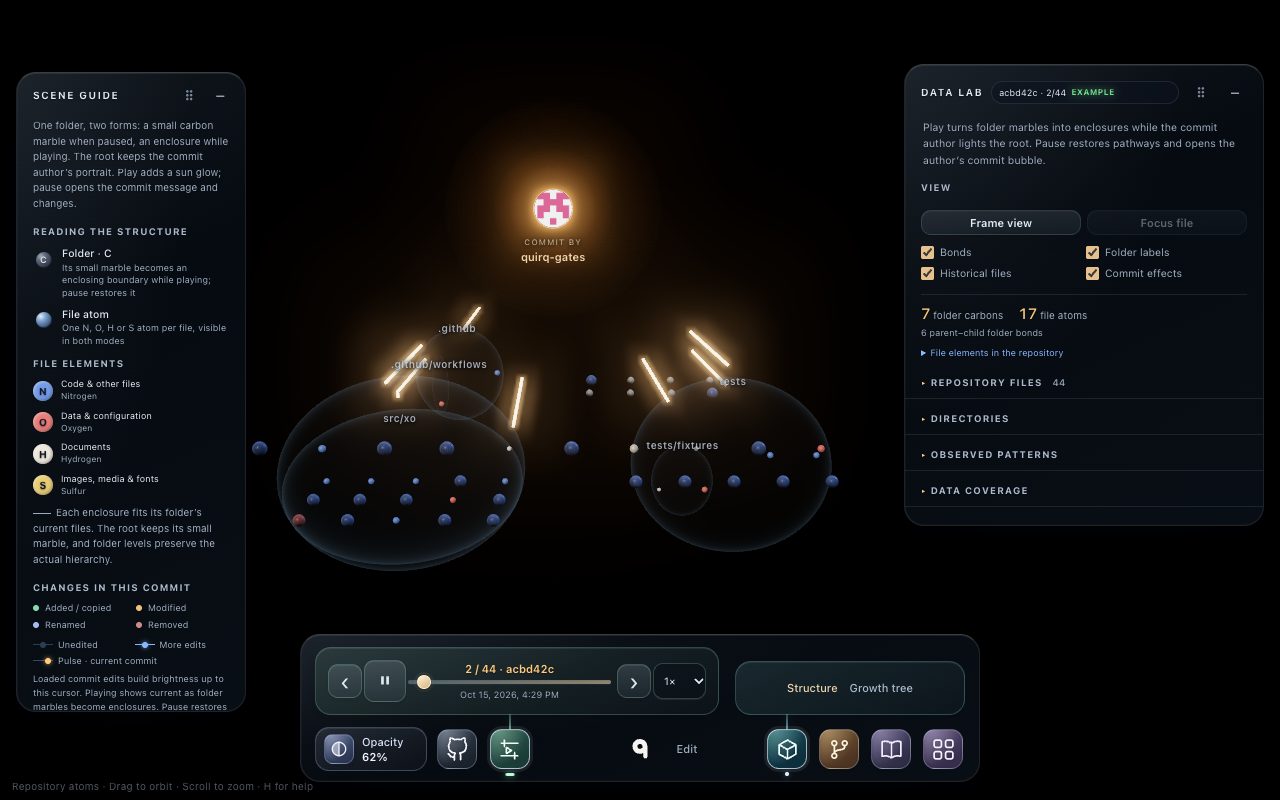 SCENE GUIDE
One folder, two forms: a small carbon
marble when paused, an enclosure while
playing. The root keeps the commit
author's portrait. Play adds a sun glow;
pause opens the commit message and
changes.
READING THE STRUCTURE
C
Folder · C
Its small marble becomes an
enclosing boundary while playing;
pause restores it
File atom
One N, O, H or S atom per file, visible
in both modes
FILE ELEMENTS
N
Code & other files
Nitrogen
O
Data & configuration
Oxygen
H
Documents
Hydrogen
S
Images, media & fonts
Sulfur
Each enclosure fits its folder's
current files. The root keeps its small
marble, and folder levels preserve the
actual hierarchy.
CHANGES IN THIS COMMIT
Added / copied
Modified
Renamed
Removed
Unedited
More edits
Pulse · current commit
Loaded commit edits build brightness up to
this cursor. Playing shows current as folder
marbles become enclosures. Pause restores
COMMIT BY
quirq-gates
.github
.github/workflows
src/xo
tests
tests/fixtures
DATA LAB
acbd42c · 2/44 EXAMPLE
Play turns folder marbles into enclosures while the commit
author lights the root. Pause restores pathways and opens the
author's commit bubble.
VIEW
Frame view
Focus file
Bonds
Folder labels
Historical files
Commit effects
7 folder carbons 17 file atoms
6 parent–child folder bonds
File elements in the repository
REPOSITORY FILES 44
DIRECTORIES
OBSERVED PATTERNS
DATA COVERAGE
2 / 44 · acbd42c
Oct 15, 2026, 4:29 PM
1×
Structure
Growth tree
Opacity
62%
Edit
Repository atoms · Drag to orbit · Scroll to zoom · H for help